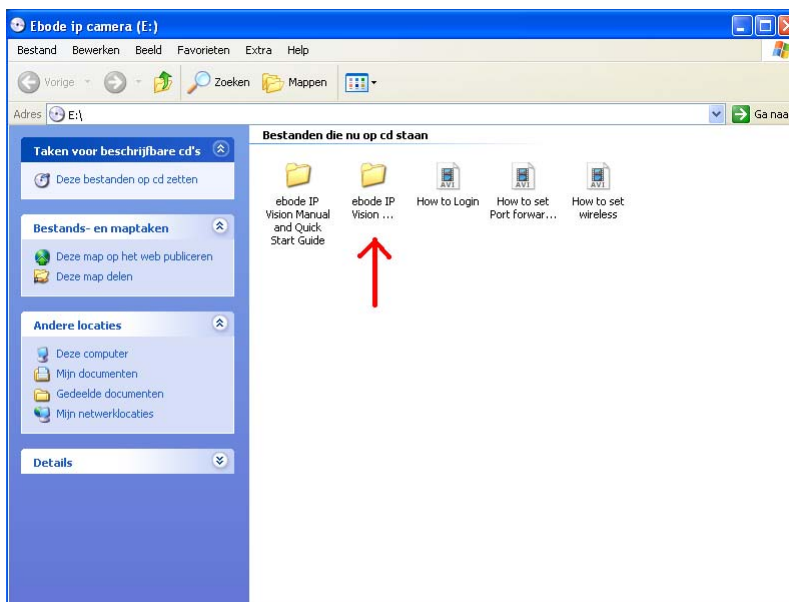 Ebode ip camera (E:)
Bestand Bewerken Beeld Favorieten Extra Help
Vorige Zoeken Mappen
Adres E:\ Ga naa
Taken voor beschrijfbare cd's
Deze bestanden op cd zetten
Bestands- en maptaken
Deze map op het web publiceren
Deze map delen
Andere locaties
Deze computer
Mijn documenten
Gedeelde documenten
Mijn netwerklocaties
Details
Bestanden die nu op cd staan
ebode IP
Vision Manual
and Quick
Start Guide
ebode IP
Vision ...
How to Login
How to set
Port forwar...
How to set
wireless
AVI
AVI
AVI